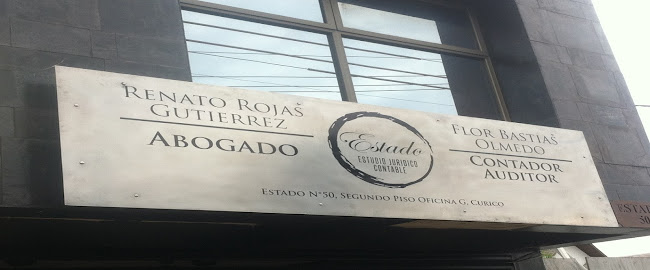 RENATO ROJAS
GUTIERREZ
ABOGADO
Estado
ESTUDIO JURIDICO
CONTABLE
FLOR BASTIAS
OLMEDO
CONTADOR
AUDITOR
ESTADO N°50, SEGUNDO PISO OFICINA G, CURICO